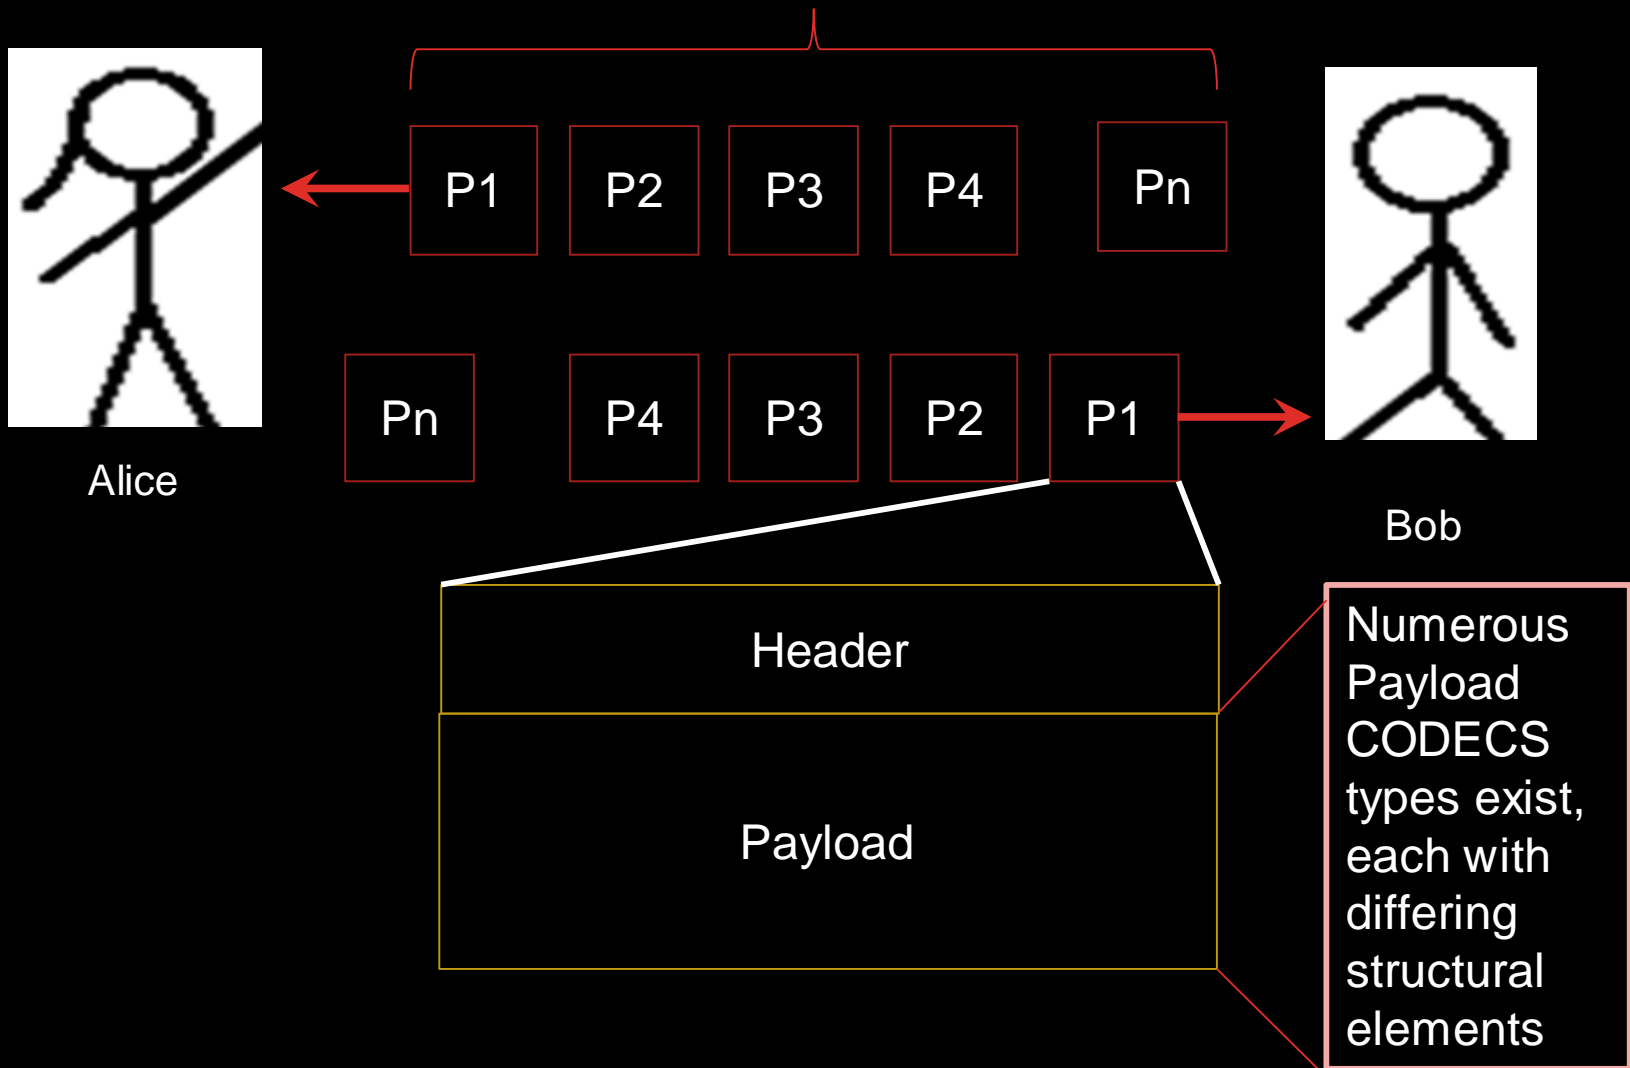 P1 P2 P3 P4 Pn
Pn P4 P3 P2 P1
Alice
Bob
Header
Payload
Numerous
Payload
CODECS
types exist,
each with
differing
structural
elements